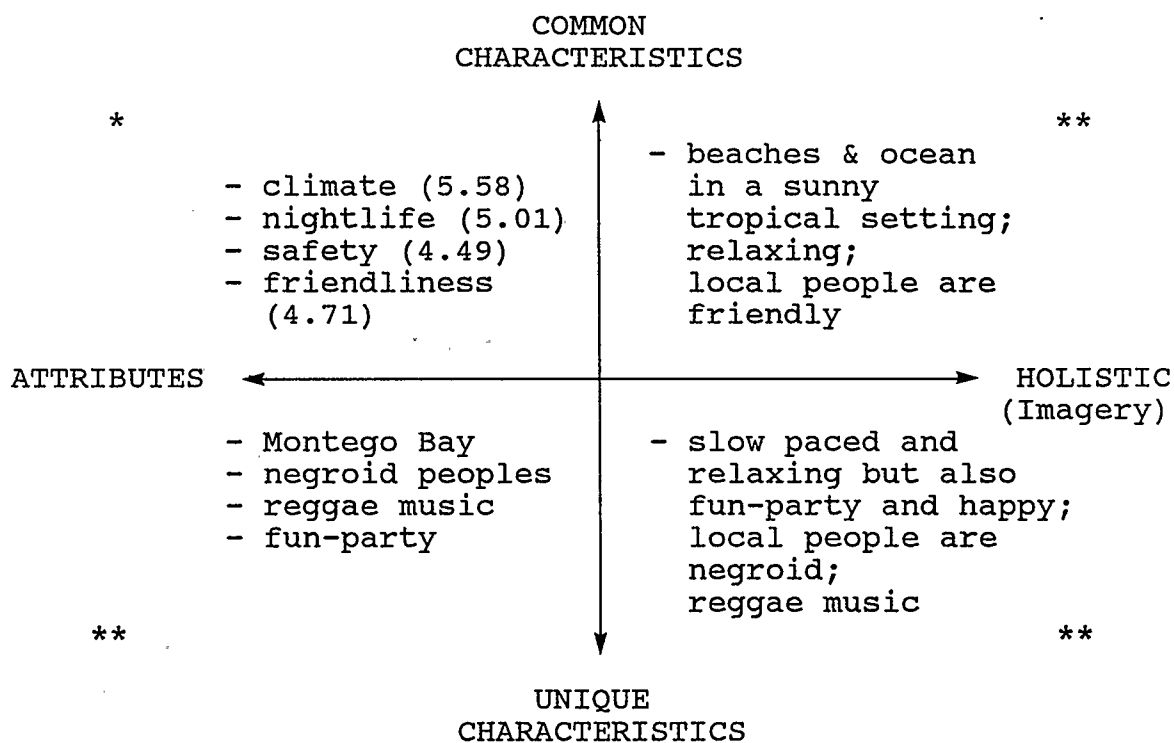 COMMON
CHARACTERISTICS
*
**
- climate (5.58)
- nightlife (5.01)
- safety (4.49)
- friendliness
(4.71)
- beaches & ocean
in a sunny
tropical setting;
relaxing;
local people are
friendly
ATTRIBUTES
HOLISTIC
(Imagery)
- Montego Bay
- negroid peoples
- reggae music
- fun-party
- slow paced and
relaxing but also
fun-party and happy;
local people are
negroid;
reggae music
**
**
UNIQUE
CHARACTERISTICS